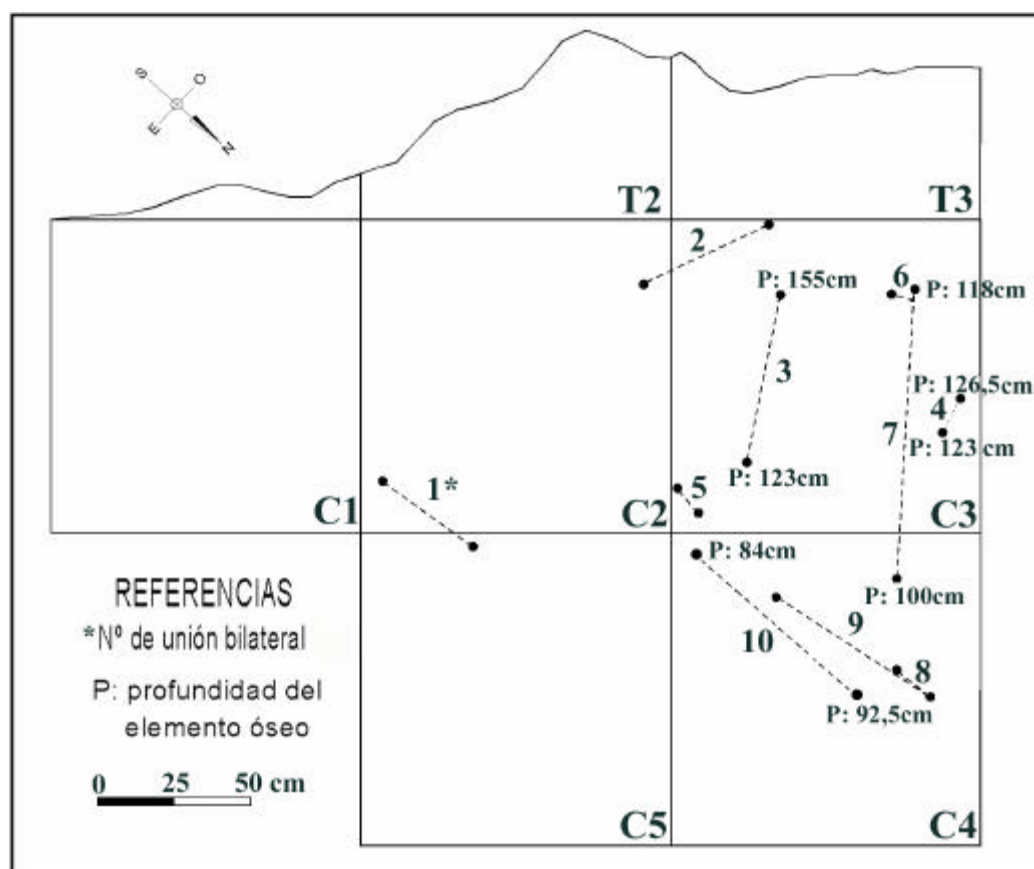 S
O
E
N
T2
T3
2
P: 155cm
6
P: 118cm
3
P: 126,5cm
4
7
P: 123 cm
P: 123cm
1*
5
C1
C2
C3
P: 84cm
REFERENCIAS
*Nº de unión bilateral
P: profundidad del
elemento óseo
P: 100cm
9
10
8
P: 92,5cm
0 25 50 cm
C5
C4